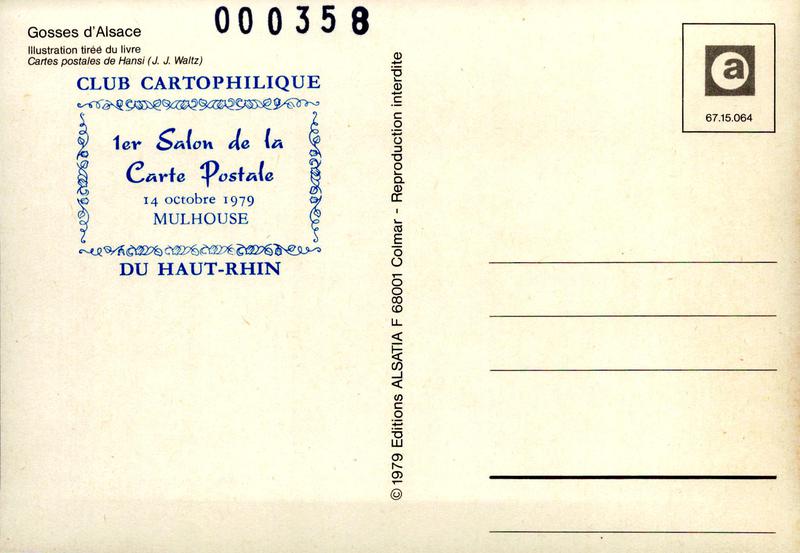 000358
Gosses d'Alsace
Illustration tireé du livre
Cartes postales de Hansi (J. J. Waltz)
CLUB CARTOPHILIQUE
1er Salon de la
Carte Postale
14 octobre 1979
MULHOUSE
DU HAUT-RHIN
© 1979 Editions ALSATIA F 68001 Colmar - Reproduction interdite
a
67.15.064